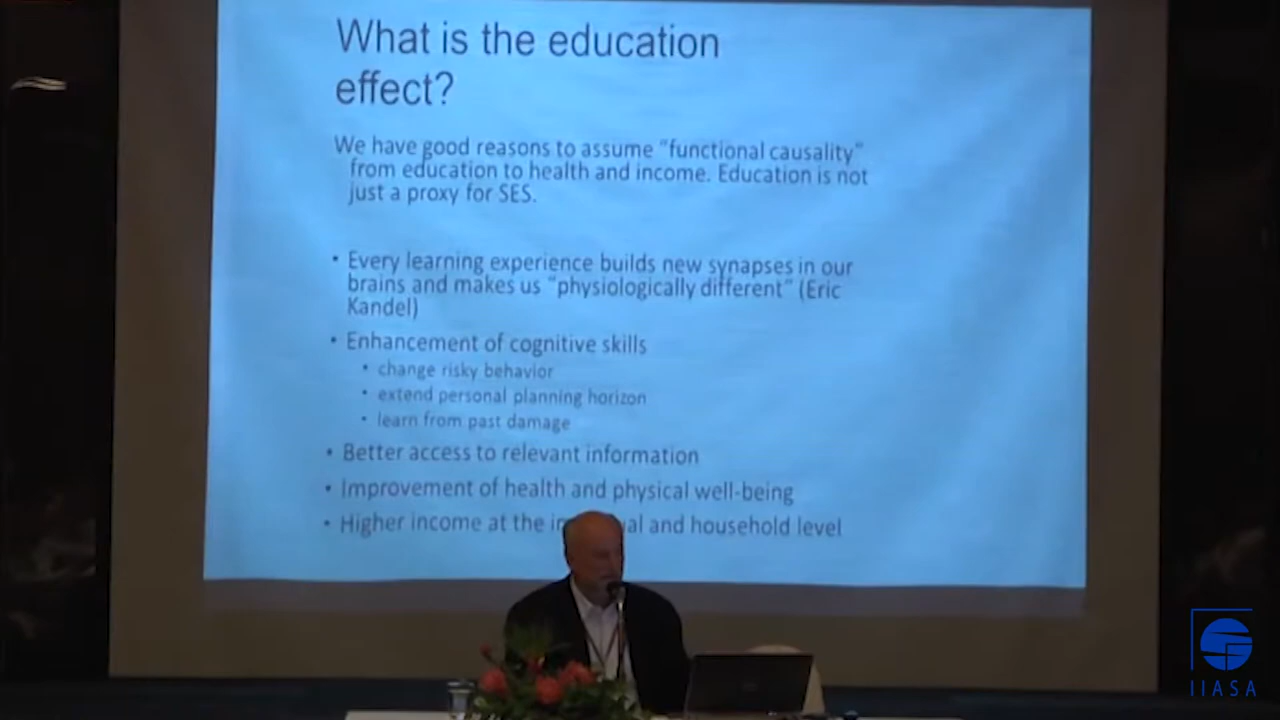 What is the education
effect?
We have good reasons to assume “functional causality”
from education to health and income. Education is not
just a proxy for SES.
• Every learning experience builds new synapses in our
brains and makes us “physiologically different” (Eric
Kandel)
• Enhancement of cognitive skills
• change risky behavior
• extend personal planning horizon
• learn from past damage
• Better access to relevant information
• Improvement of health and physical well-being
• Higher income at the and household level
IIASA